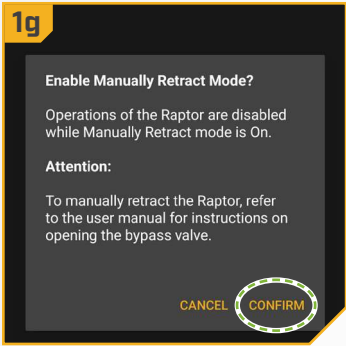 1g
Enable Manually Retract Mode?
Operations of the Raptor are disabled
while Manually Retract mode is On.
Attention:
To manually retract the Raptor, refer
to the user manual for instructions on
opening the bypass valve.
CANCEL CONFIRM